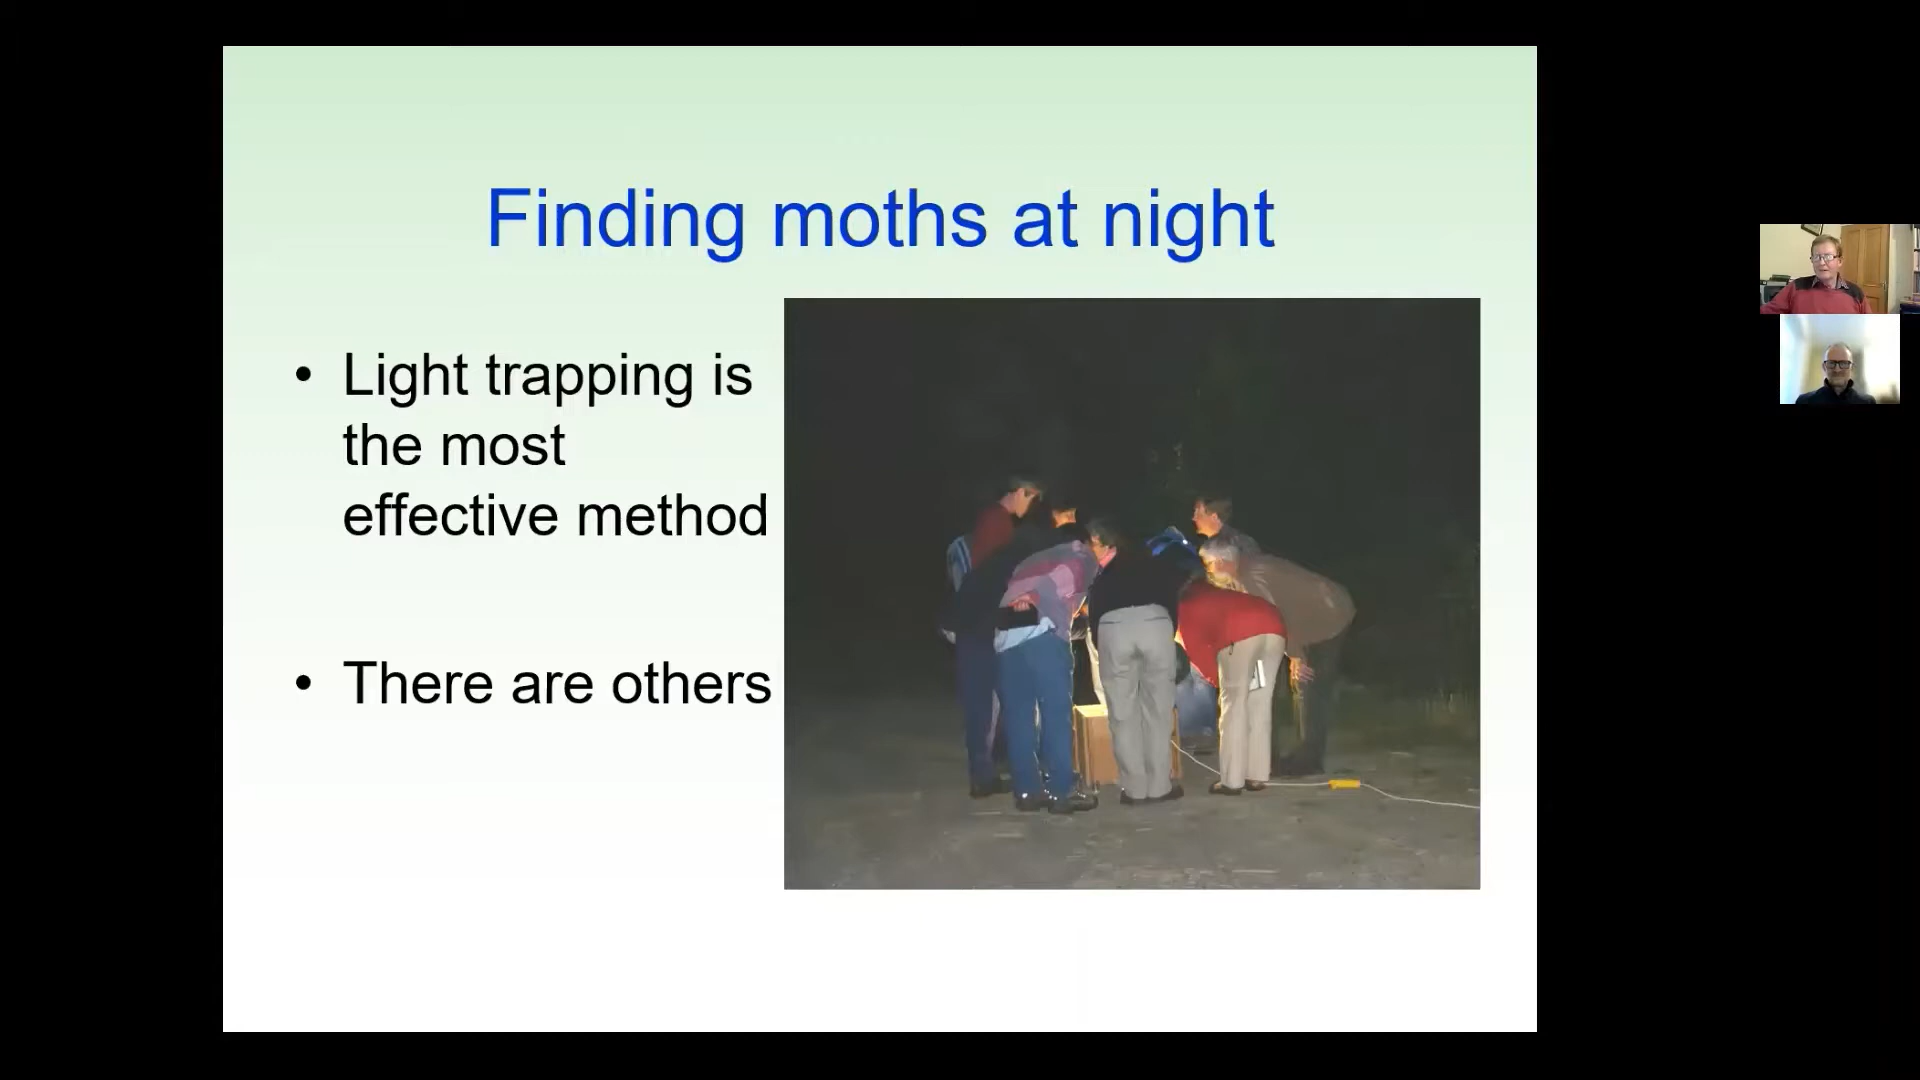 Finding moths at night
• Light trapping is
the most
effective method
• There are others